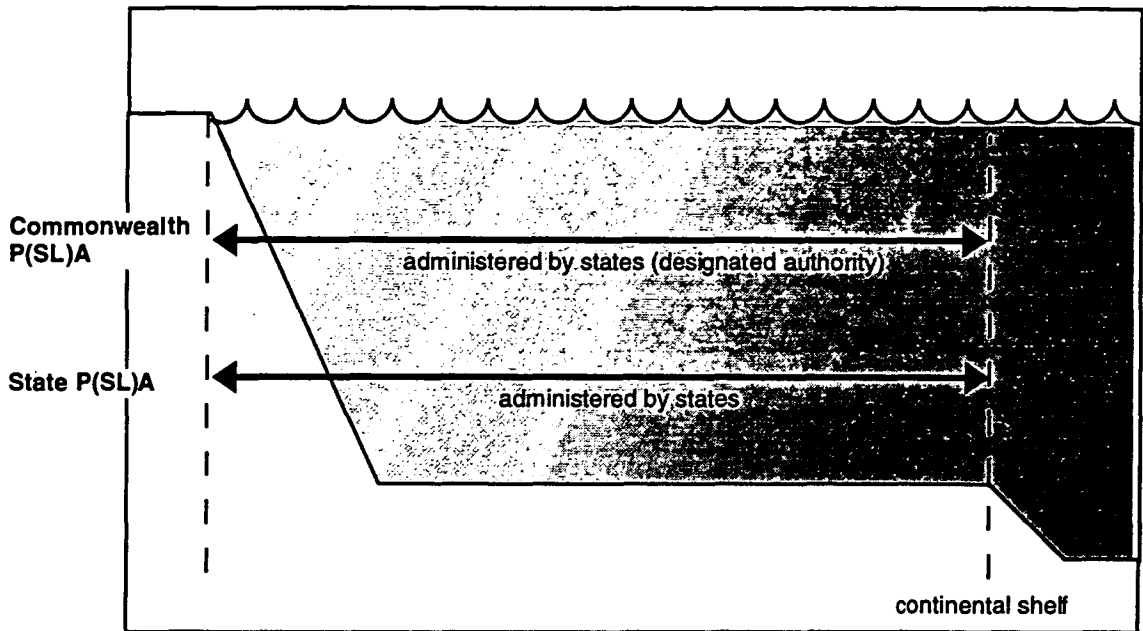 Commonwealth
P(SL)A
administered by states (designated authority)
State P(SL)A
administered by states
continental shelf